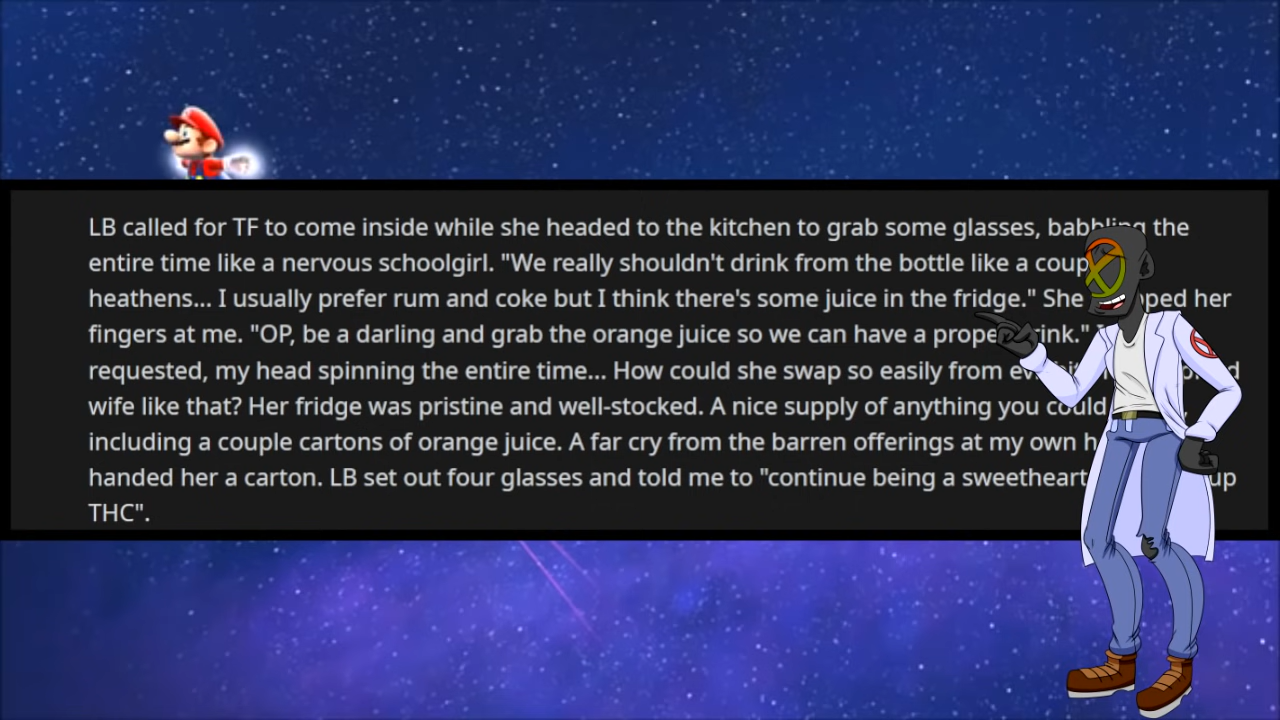 LB called for TF to come inside while she headed to the kitchen to grab some glasses, babbling the
entire time like a nervous schoolgirl. "We really shouldn't drink from the bottle like a coup
heathens... I usually prefer rum and coke but I think there's some juice in the fridge." She ped her
fingers at me. "OP, be a darling and grab the orange juice so we can have a proper drink."
requested, my head spinning the entire time... How could she swap so easily from
wife like that? Her fridge was pristine and well-stocked. A nice supply of anything you could
including a couple cartons of orange juice. A far cry from the barren offerings at my own
handed her a carton. LB set out four glasses and told me to "continue being a sweetheart up
THC".